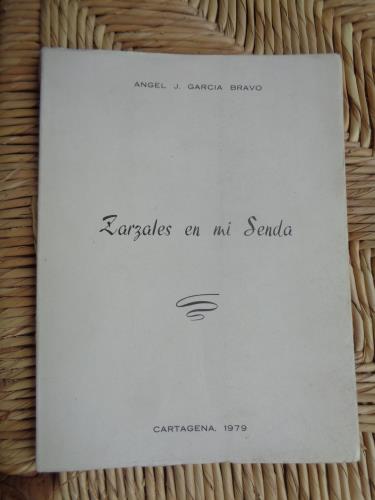 ANGEL J. GARCIA BRAVO
Zarzales en mi Senda
CARTAGENA, 1979